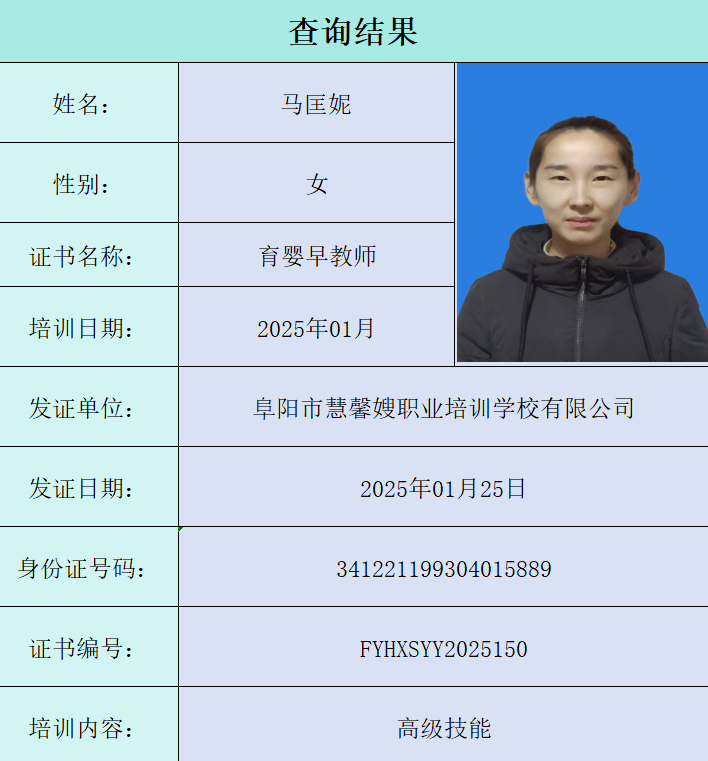 查询结果
姓名： 马匡妮
性别： 女
证书名称： 育婴早教师
培训日期： 2025年01月
发证单位： 阜阳市慧馨嫂职业培训学校有限公司
发证日期： 2025年01月25日
身份证号码： 341221199304015889
证书编号： FYHXSYY2025150
培训内容： 高级技能